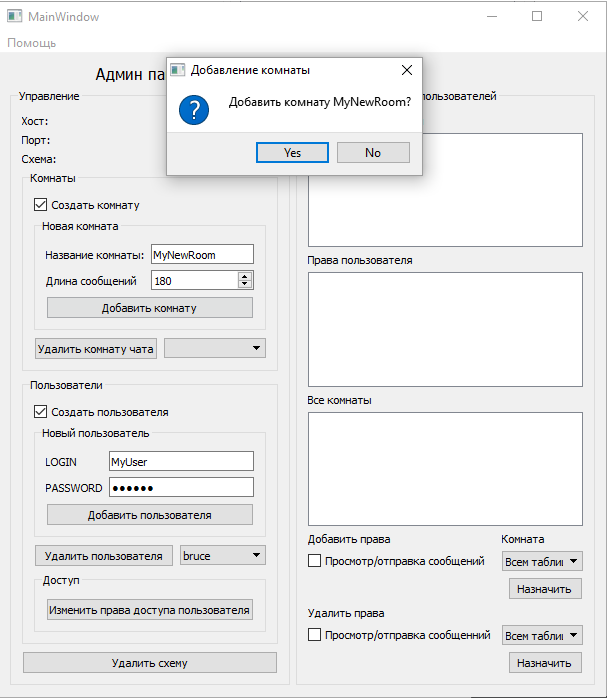 MainWindow
Помощь
Админ па
Добавление комнаты
Добавить комнату MyNewRoom?
Yes
No
Управление
Хост:
Порт:
Схема:
Комнаты
Создать комнату
Новая комната
Название комнаты: MyNewRoom
Длина сообщений 180
Добавить комнату
Удалить комнату чата
Пользователи
Создать пользователя
Новый пользователь
LOGIN MyUser
PASSWORD ●●●●●●
Добавить пользователя
Удалить пользователя bruce
Доступ
Изменить права доступа пользователя
Удалить схему
пользователей
Права пользователя
Все комнаты
Добавить права Комната
Просмотр/отправка сообщений Всем табли
Назначить
Удалить права
Просмотр/отправка сообщенний Всем табли
Назначить